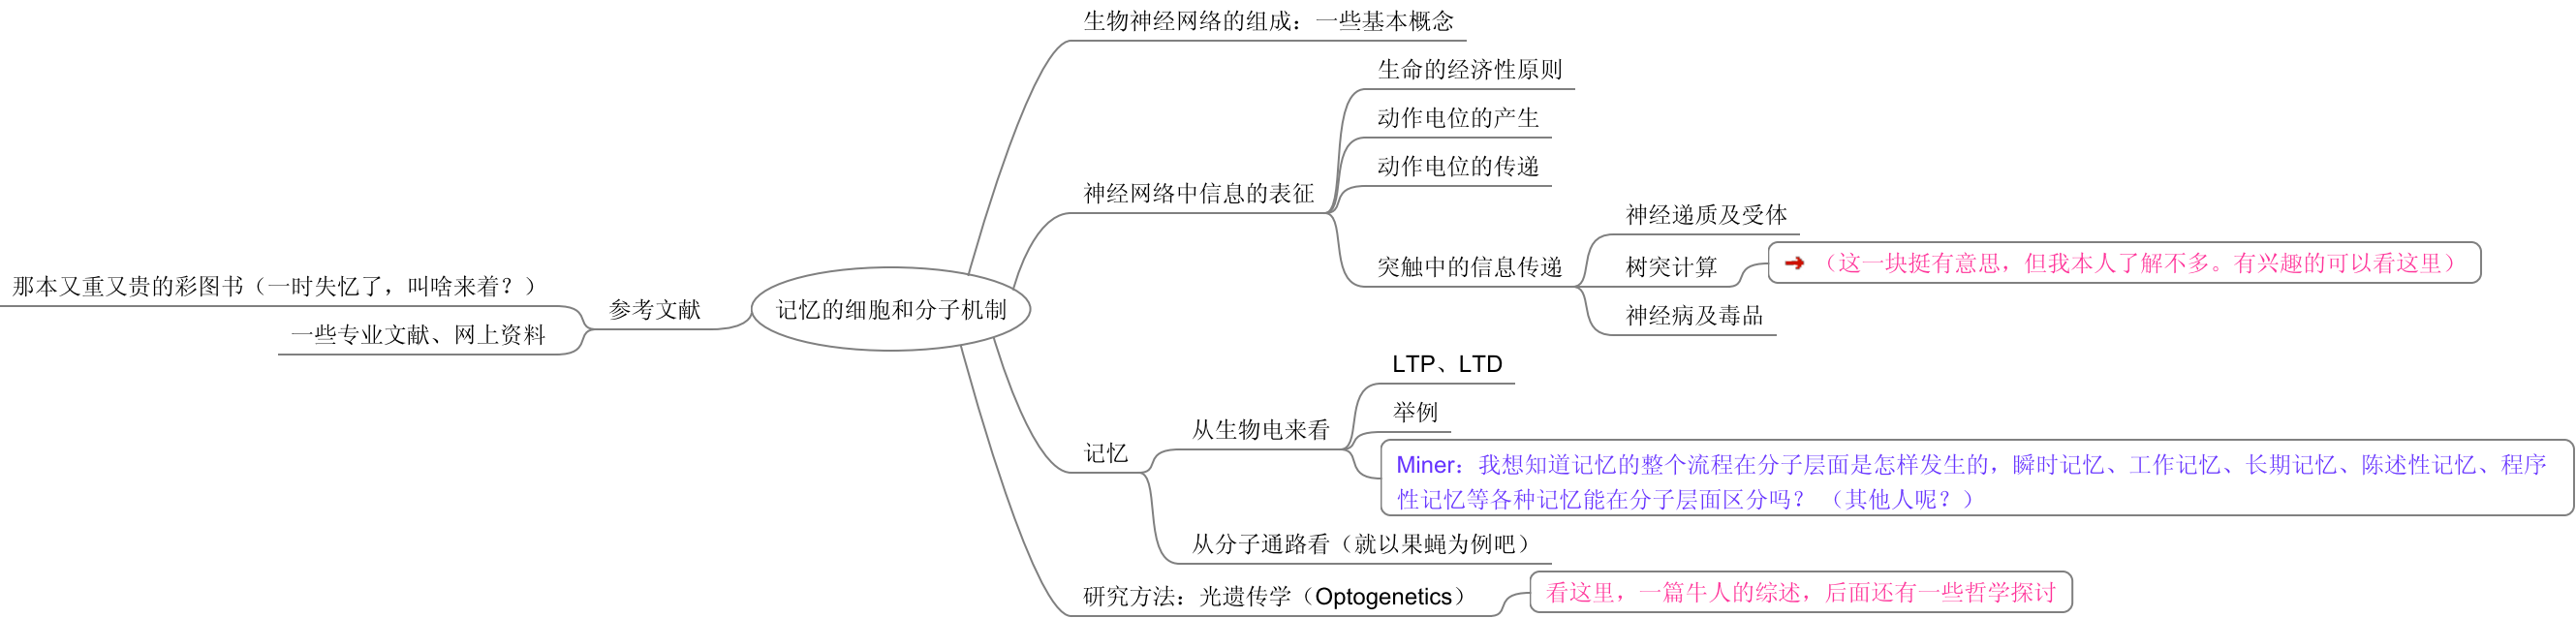 生物神经网络的组成：一些基本概念
生命的经济性原则
动作电位的产生
动作电位的传递
神经网络中信息的表征
神经递质及受体
突触中的信息传递
树突计算
（这一块挺有意思，但我本人了解不多。有兴趣的可以看这里）
神经病及毒品
那本又重又贵的彩图书（一时失忆了，叫啥来着？）
参考文献
一些专业文献、网上资料
记忆的细胞和分子机制
LTP、LTD
举例
从生物电来看
记忆
Miner：我想知道记忆的整个流程在分子层面是怎样发生的，瞬时记忆、工作记忆、长期记忆、陈述性记忆、程序
性记忆等各种记忆能在分子层面区分吗？（其他人呢？）
从分子通路看（就以果蝇为例吧）
研究方法：光遗传学（Optogenetics）
看这里，一篇牛人的综述，后面还有一些哲学探讨